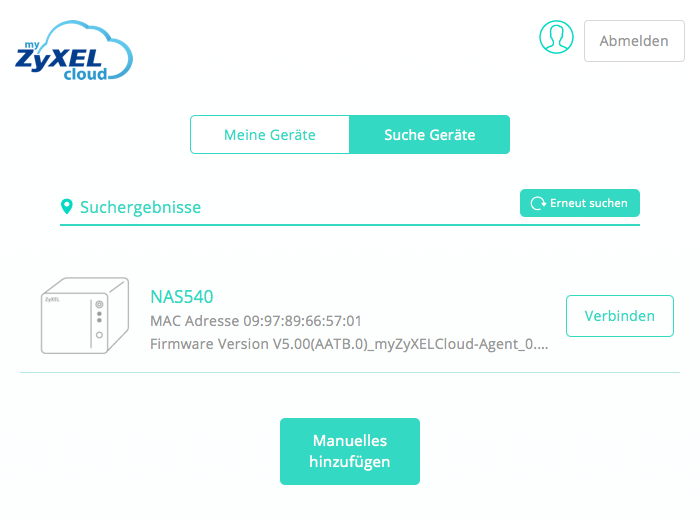 my
ZyXEL
cloud
Abmelden
Meine Geräte
Suche Geräte
Suchergebnisse
Erneut suchen
ZyXEL
NAS540
MAC Adresse 09:97:89:66:57:01
Firmware Version V5.00(AATB.0)_myZyXELCloud-Agent_0....
Verbinden
Manuelles
hinzufügen